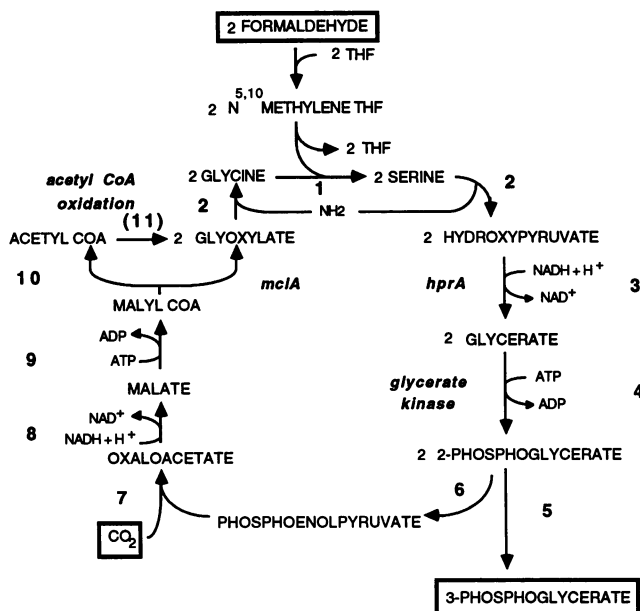 2 FORMALDEHYDE
2 THF
2 N5,10 METHYLENE THF
2 THF
acetyl CoA
oxidation
2 GLYCINE
1
2 SERINE
2
(11)
2
NH2
ACETYL COA
2 GLYOXYLATE
2 HYDROXYPYRUVATE
10
mclA
hprA
NADH + H+
NAD+
3
MALYL COA
ADP
ATP
9
2 GLYCERATE
MALATE
glycerate
kinase
ATP
ADP
4
NAD+
NADH + H+
8
OXALOACETATE
2 2-PHOSPHOGLYCERATE
7
6
5
PHOSPHOENOLPYRUVATE
CO2
3-PHOSPHOGLYCERATE